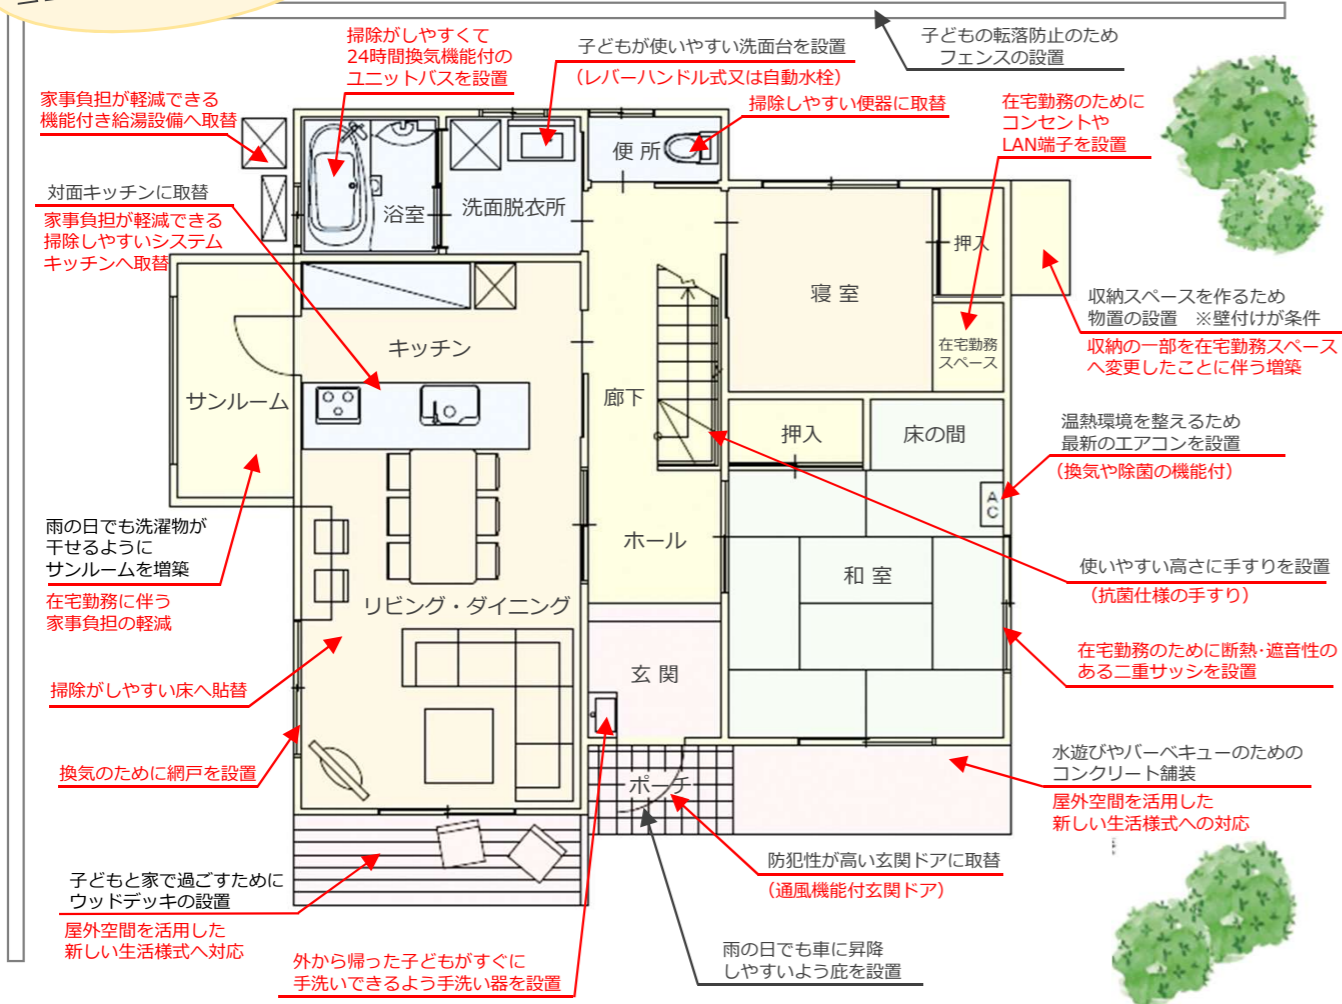 掃除がしやすくて
24時間換気機能付の
ユニットバスを設置
子どもが使いやすい洗面台を設置
（レバーハンドル式又は自動水栓）
子どもの転落防止のため
フェンスの設置
家事負担が軽減できる
機能付き給湯設備へ取替
掃除しやすい便器に取替
在宅勤務のために
コンセントや
LAN端子を設置
対面キッチンに取替
家事負担が軽減できる
掃除しやすいシステム
キッチンへ取替
浴室
洗面脱衣所
便所
寝室
押入
在宅勤務
スペース
収納スペースを作るため
物置の設置　※壁付けが条件
収納の一部を在宅勤務スペース
へ変更したことに伴う増築
キッチン
サンルーム
廊下
押入
床の間
温熱環境を整えるため
最新のエアコンを設置
（換気や除菌の機能付）
AC
雨の日でも洗濯物が
干せるように
サンルームを増築
在宅勤務に伴う
家事負担の軽減
ホール
和室
使いやすい高さに手すりを設置
（抗菌仕様の手すり）
リビング・ダイニング
玄関
在宅勤務のために断熱･遮音性の
ある二重サッシを設置
掃除がしやすい床へ貼替
換気のために網戸を設置
ポーチ
水遊びやバーベキューのための
コンクリート舗装
屋外空間を活用した
新しい生活様式への対応
防犯性が高い玄関ドアに取替
（通風機能付玄関ドア）
子どもと家で過ごすために
ウッドデッキの設置
屋外空間を活用した
新しい生活様式へ対応
外から帰った子どもがすぐに
手洗いできるよう手洗い器を設置
雨の日でも車に昇降
しやすいよう庇を設置